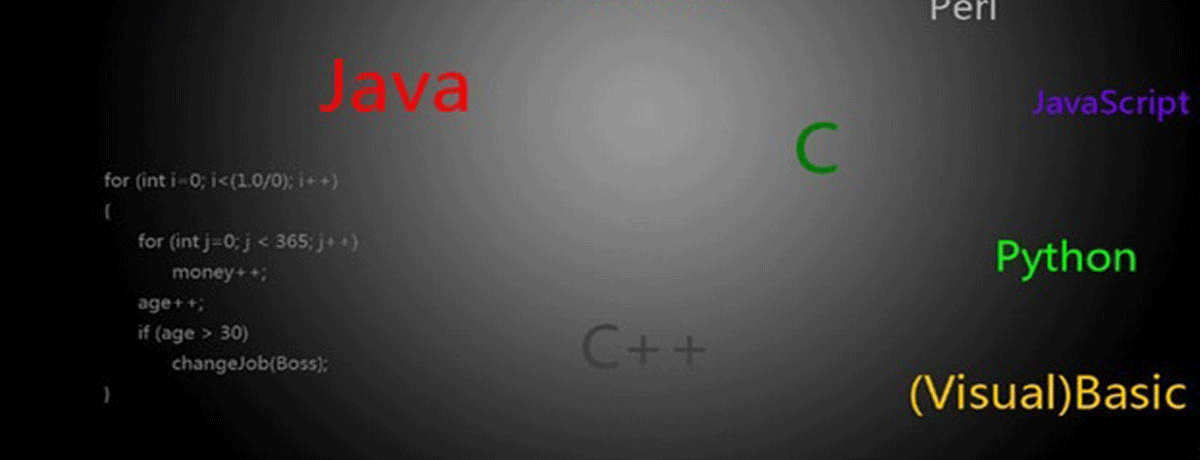 Perl
Java
JavaScript
C
for (int i=0; i<(1.0/0); i++)
{
for (int j=0; j < 365; j++)
money++;
age++;
if (age > 30)
changeJob(Boss);
}
Python
C++
(Visual)Basic